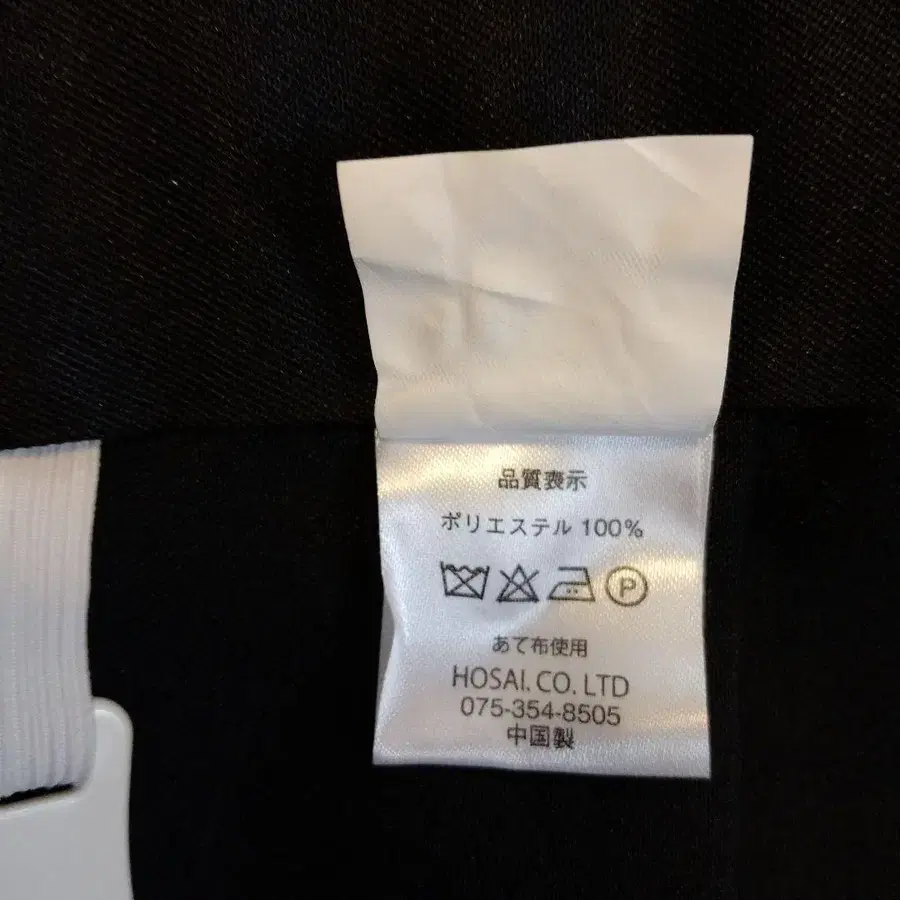 品質表示
ポリエステル 100%
P
あて布使用
HOSAI. CO. LTD
075-354-8505
中国製